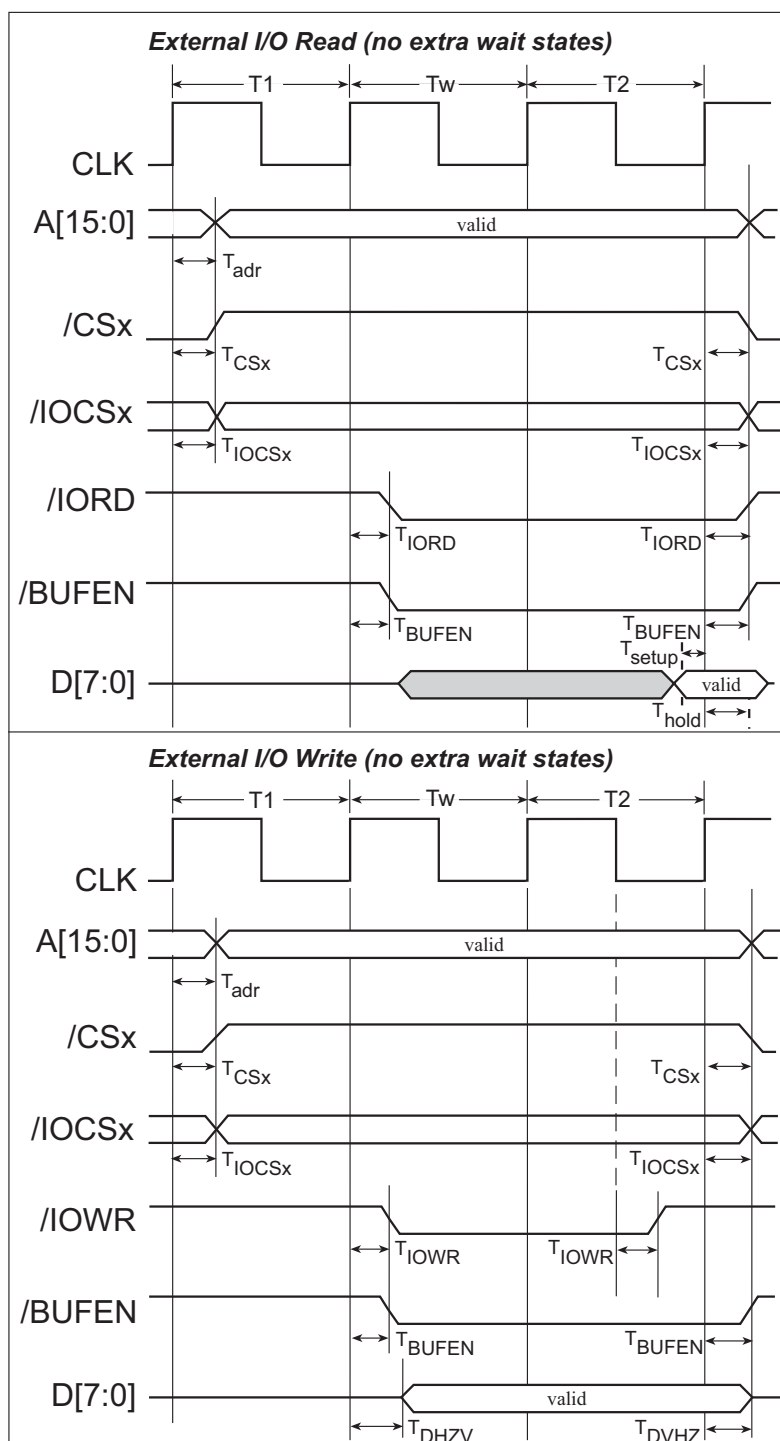 External I/O Read (no extra wait states)
T1 Tw T2
CLK
A[15:0] valid
Tadr
/CSx
TCSx TCSx
/IOCSx
TIOCSx TIOCSx
/IORD
TIORD TIORD
/BUFEN
TBUFEN TBUFEN
Tsetup
D[7:0] valid
Thold
External I/O Write (no extra wait states)
T1 Tw T2
CLK
A[15:0] valid
Tadr
/CSx
TCSx TCSx
/IOCSx
TIOCSx TIOCSx
/IOWR
TIOWR TIOWR
/BUFEN
TBUFEN TBUFEN
D[7:0] valid
TDHZV TDVHZ